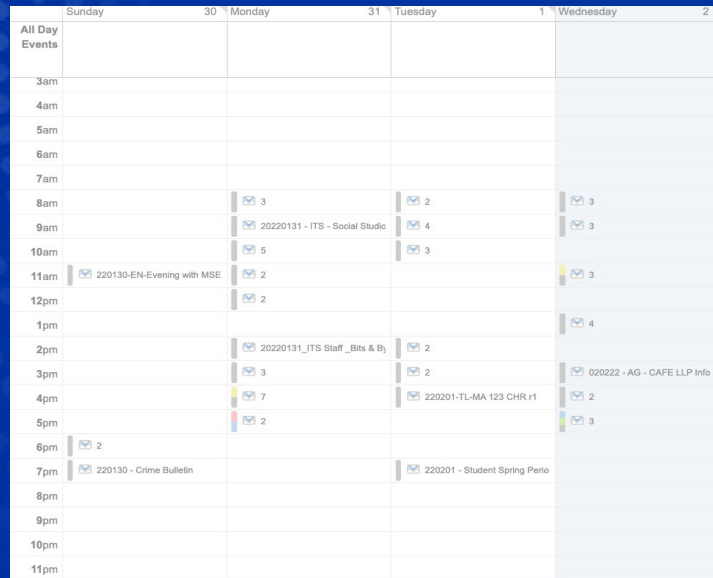 Sunday 30 Monday 31 Tuesday 1 Wednesday 2
All Day
Events
3am
4am
5am
6am
7am
8am 3 2 3
9am 20220131 - ITS - Social Studic 4 3
10am 5 3
11am 220130-EN-Evening with MSE 2 3
12pm 2
1pm 4
2pm 20220131_ITS Staff _Bits & By 2
3pm 3 2 020222 - AG - CAFE LLP Info
4pm 7 220201-TL-MA 123 CHR r1 2
5pm 2 3
6pm 2
7pm 220130 - Crime Bulletin 220201 - Student Spring Perio
8pm
9pm
10pm
11pm